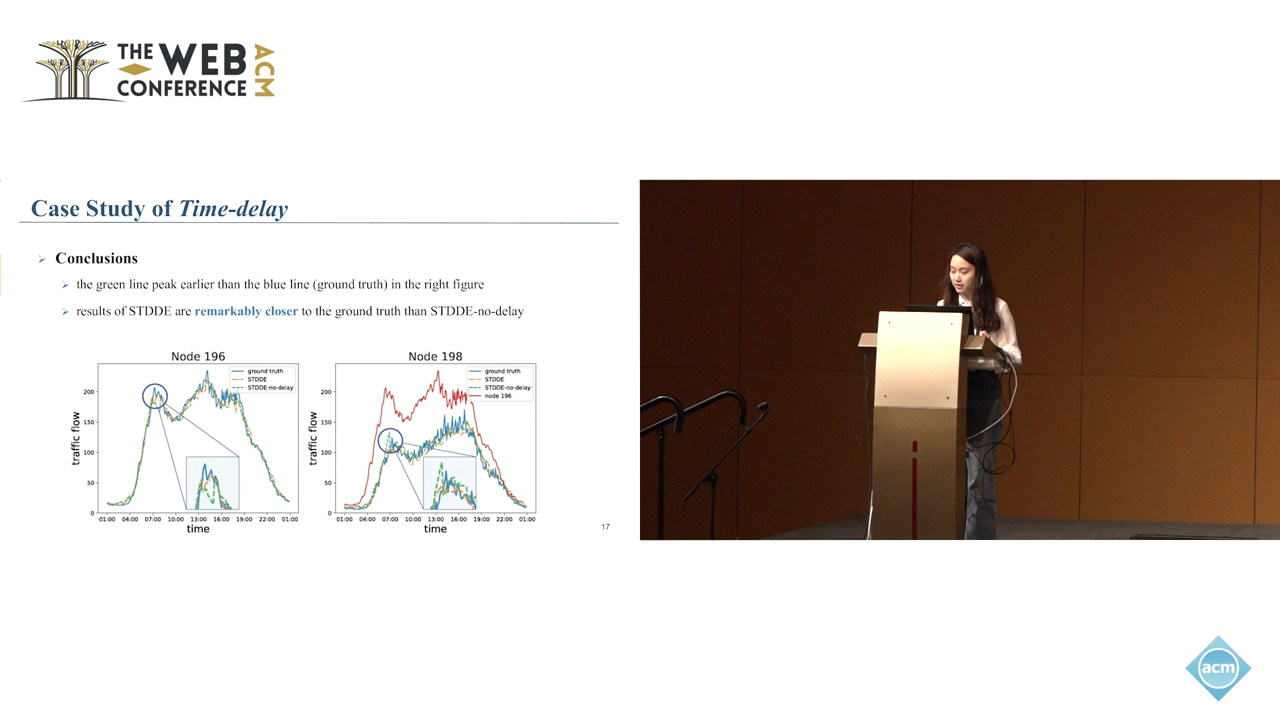 THE WEB
CONFERENCE
ACM
Case Study of Time-delay
Conclusions
the green line peak earlier than the blue line (ground truth) in the right figure
results of STDDE are remarkably closer to the ground truth than STDDE-no-delay
Node 196
traffic flow
200
150
100
50
0
ground truth
STDDE
STDDE-no-delay
01:00 04:00 07:00 10:00 13:00 16:00 19:00 22:00 01:00
time
Node 198
traffic flow
200
150
100
50
0
ground truth
STDDE
STDDE-no-delay
node 196
01:00 04:00 07:00 10:00 13:00 16:00 19:00 22:00 01:00
time
17
acm